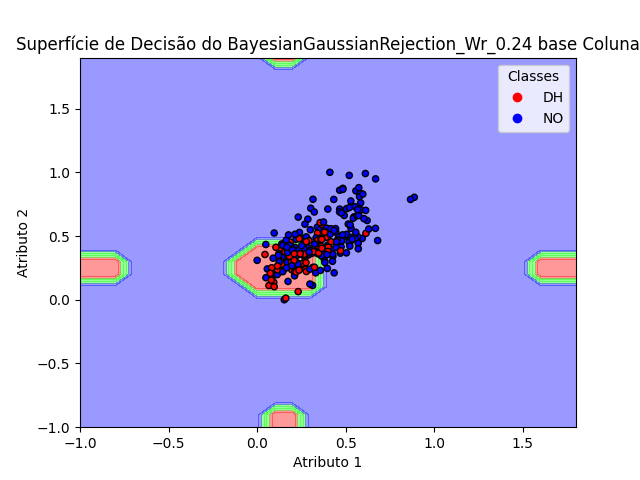 Superfície de Decisão do BayesianGaussianRejection_Wr_0.24 base Coluna
Classes
DH
NO
Atributo 2
1.5
1.0
0.5
0.0
−0.5
−1.0
−1.0
−0.5
0.0
0.5
1.0
1.5
Atributo 1